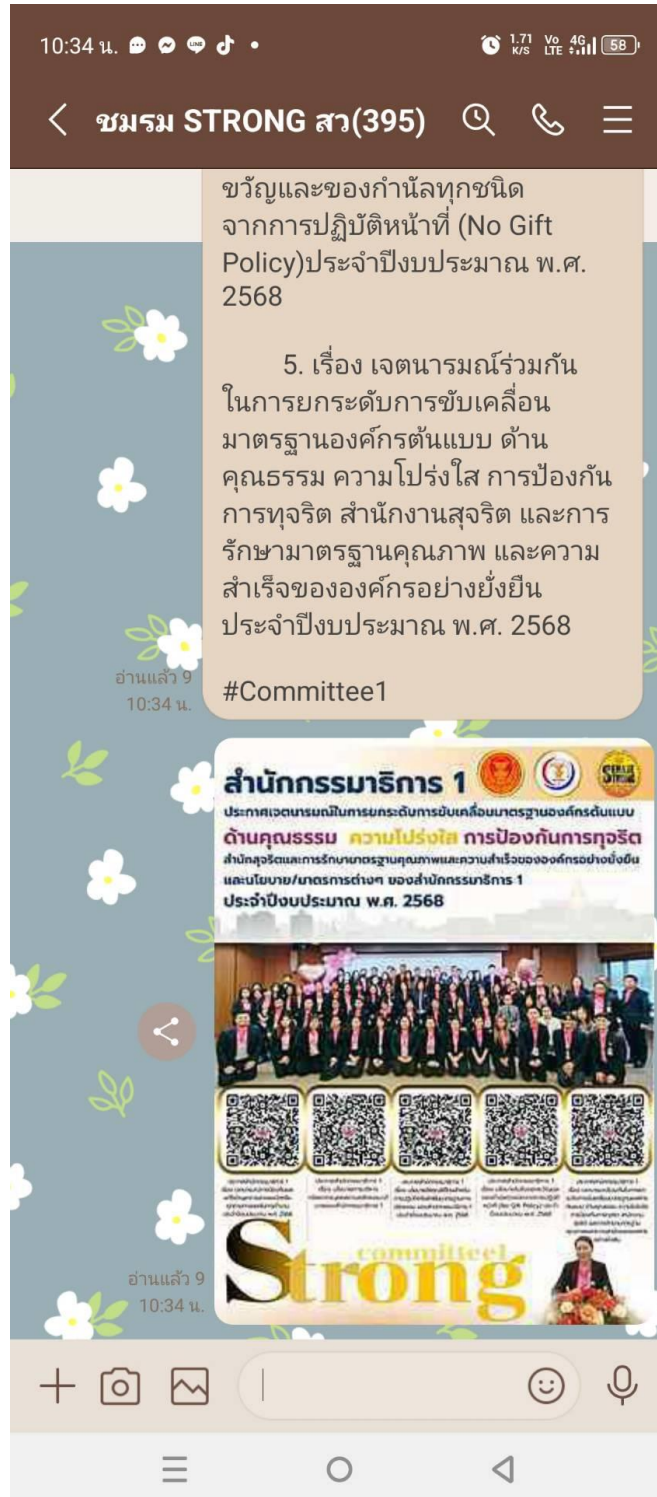 10:34 น.
1.71 K/S Vo LTE 4G 58
ชมรม STRONG สว(395)
ขวัญและของกำนัลทุกชนิด
จากการปฏิบัติหน้าที่ (No Gift
Policy)ประจำปีงบประมาณ พ.ศ.
2568
5. เรื่อง เจตนารมณ์ร่วมกัน
ในการยกระดับการขับเคลื่อน
มาตรฐานองค์กรต้นแบบ ด้าน
คุณธรรม ความโปร่งใส การป้องกัน
การทุจริต สำนักงานสุจริต และการ
รักษามาตรฐานคุณภาพ และความ
สำเร็จขององค์กรอย่างยั่งยืน
ประจำปีงบประมาณ พ.ศ. 2568
#Committee1
อ่านแล้ว 9
10:34 น.
สำนักกรรมาธิการ 1
ประกาศเจตนารมณ์ในการยกระดับการขับเคลื่อนมาตรฐานองค์กรต้นแบบ
ด้านคุณธรรม ความโปร่งใส การป้องกันการทุจริต
สำนักสุจริตและการรักษามาตรฐานคุณภาพและความสำเร็จขององค์กรอย่างยั่งยืน
และนโยบาย/มาตรการต่างๆ ของสำนักกรรมาธิการ 1
ประจำปีงบประมาณ พ.ศ. 2568
committee1
Strong
อ่านแล้ว 9
10:34 น.